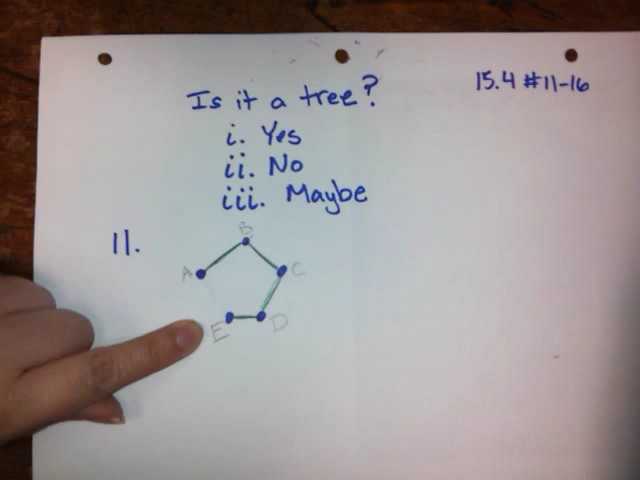 15.4 #11-16
Is it a tree?
i. Yes
ii. No
iii. Maybe
11.
B
A
C
E
D